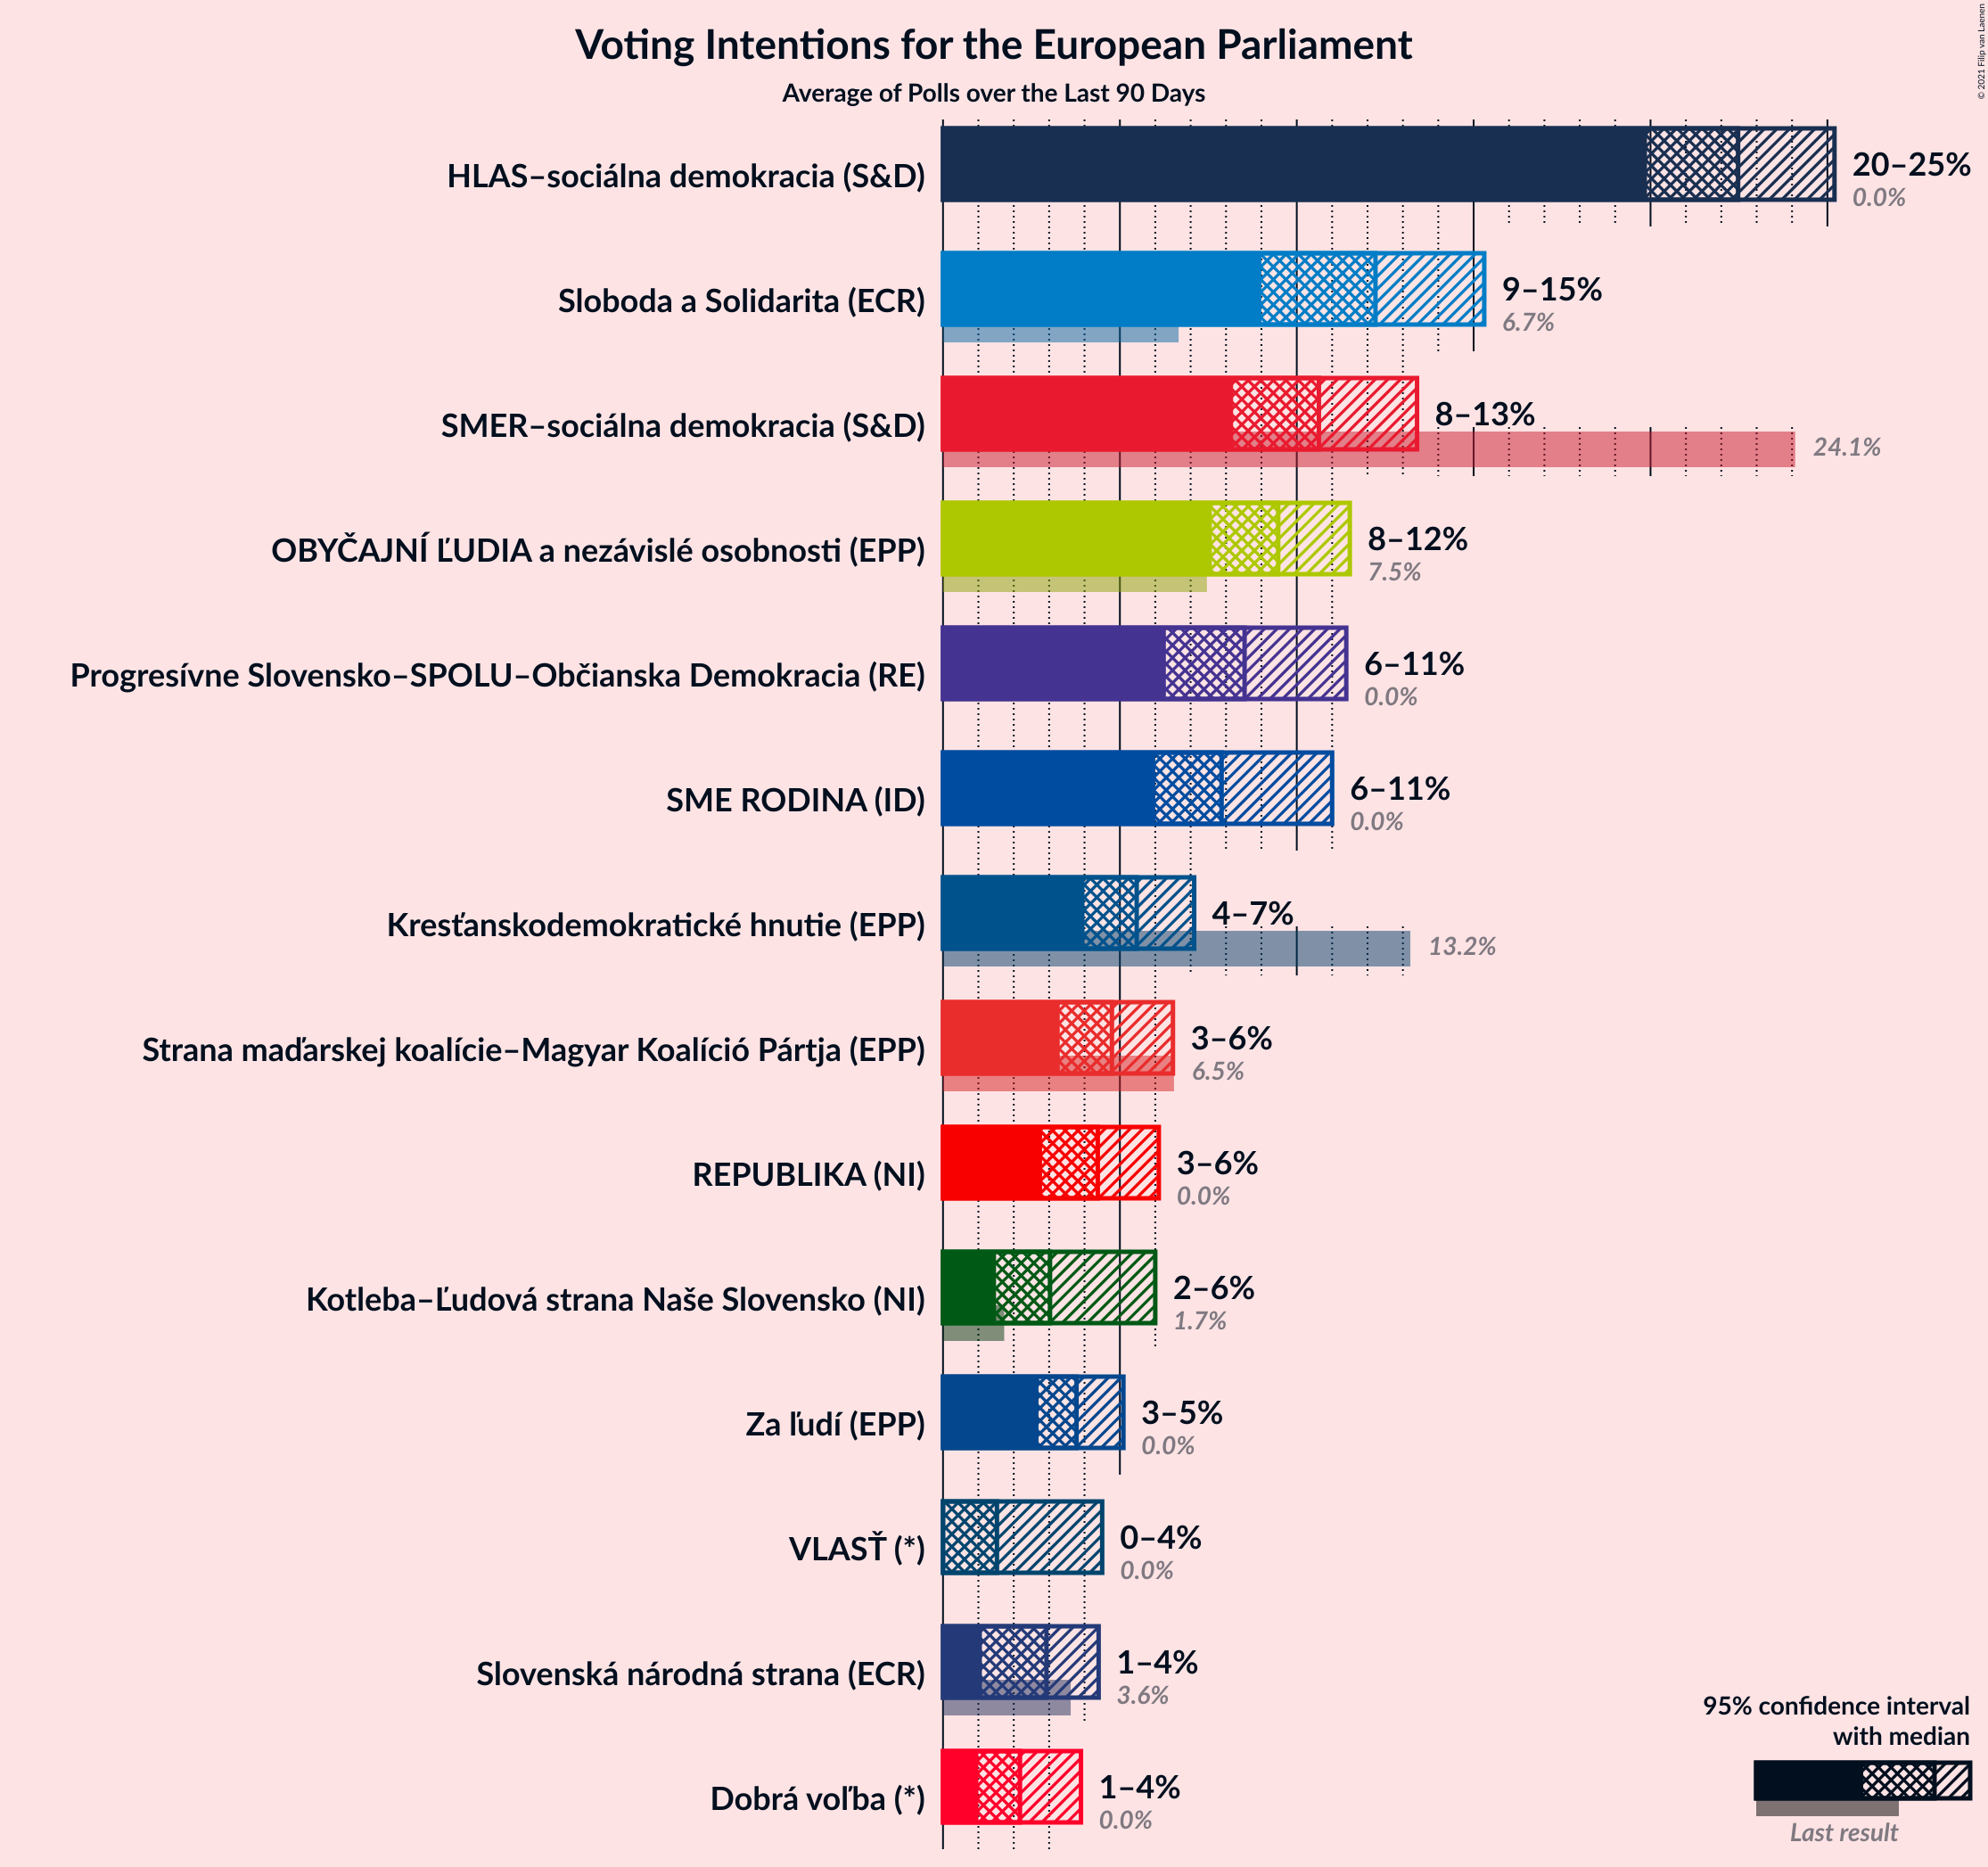 Voting Intentions for the European Parliament
Average of Polls over the Last 90 Days
© 2021 Filip van Laenen
HLAS–sociálna demokracia (S&D)
20–25%
0.0%
Sloboda a Solidarita (ECR)
9–15%
6.7%
SMER–sociálna demokracia (S&D)
8–13%
24.1%
OBYČAJNÍ ĽUDIA a nezávislé osobnosti (EPP)
8–12%
7.5%
Progresívne Slovensko–SPOLU–Občianska Demokracia (RE)
6–11%
0.0%
SME RODINA (ID)
6–11%
0.0%
Kresťanskodemokratické hnutie (EPP)
4–7%
13.2%
Strana maďarskej koalície–Magyar Koalíció Pártja (EPP)
3–6%
6.5%
REPUBLIKA (NI)
3–6%
0.0%
Kotleba–Ľudová strana Naše Slovensko (NI)
2–6%
1.7%
Za ľudí (EPP)
3–5%
0.0%
VLASŤ (*)
0–4%
0.0%
Slovenská národná strana (ECR)
1–4%
3.6%
Dobrá voľba (*)
1–4%
0.0%
95% confidence interval
with median
Last result